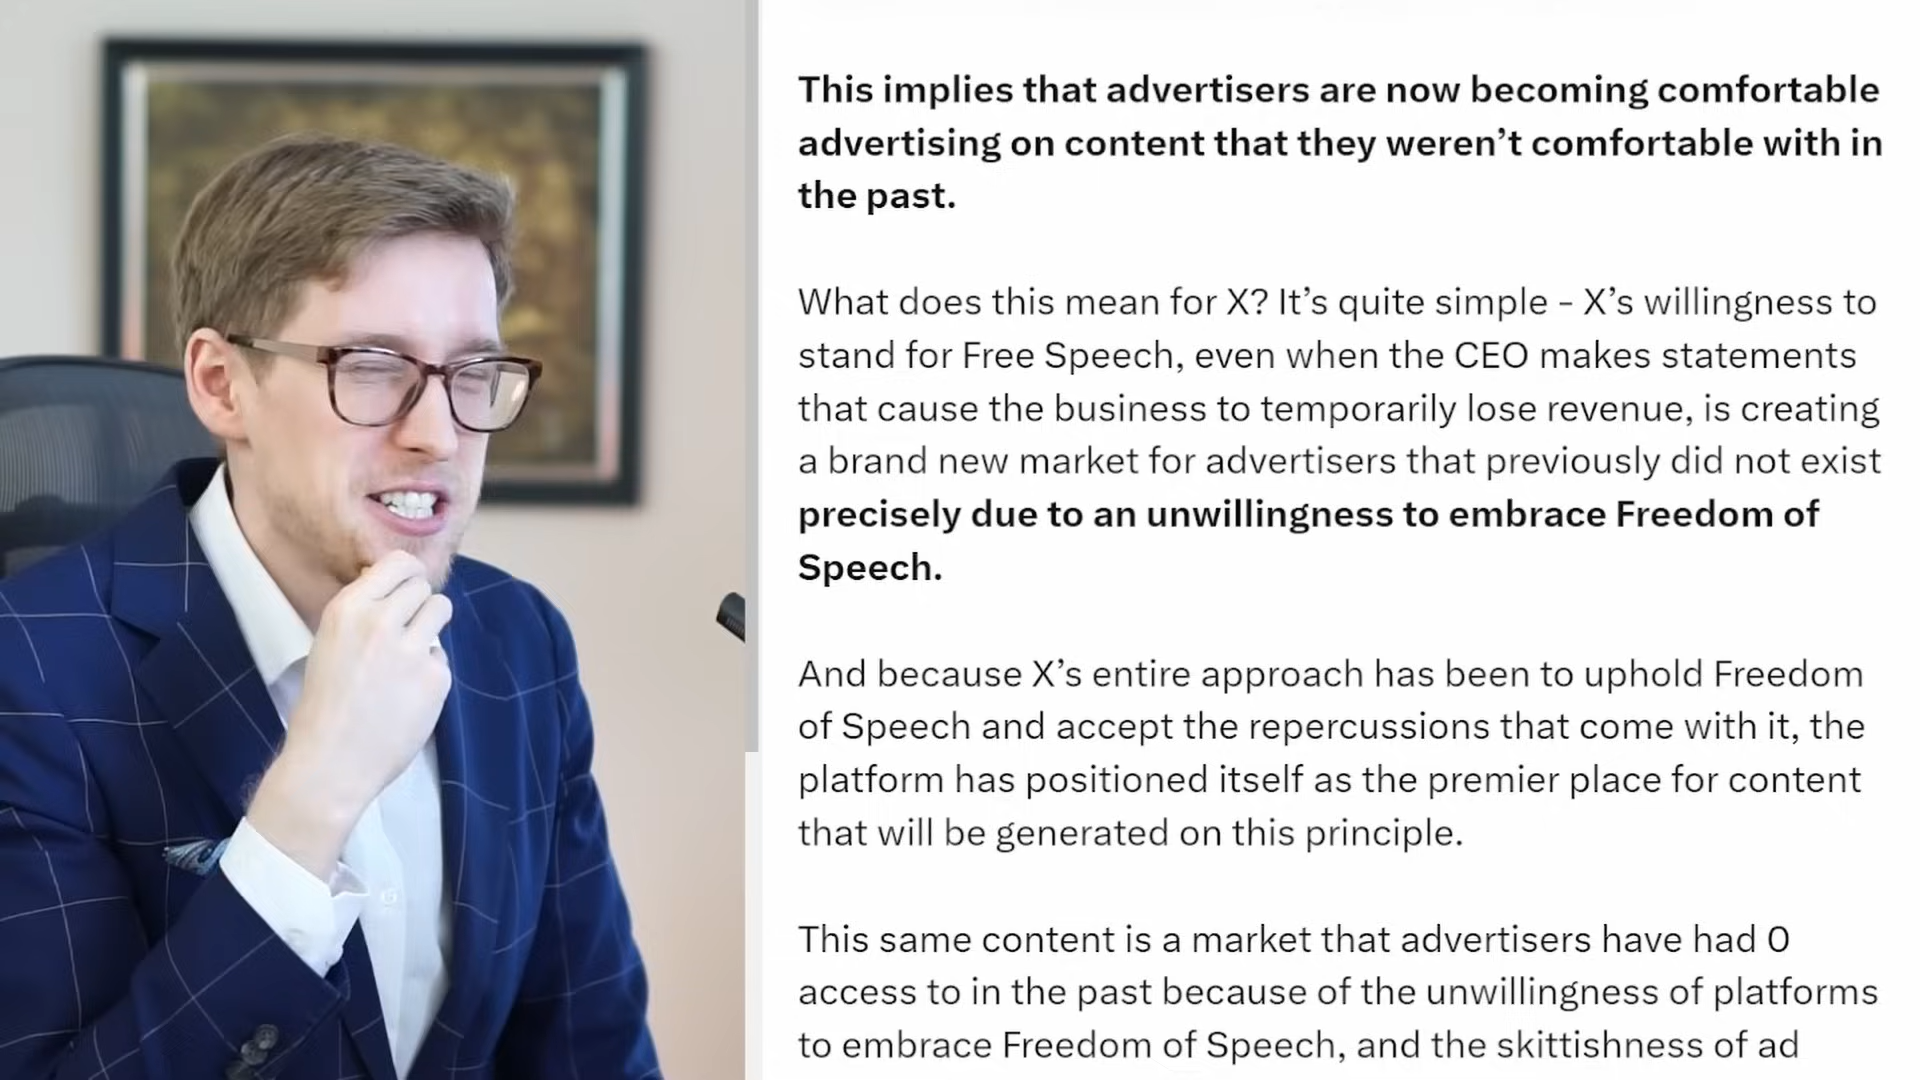 This implies that advertisers are now becoming comfortable
advertising on content that they weren’t comfortable with in
the past.
What does this mean for X? It’s quite simple – X’s willingness to
stand for Free Speech, even when the CEO makes statements
that cause the business to temporarily lose revenue, is creating
a brand new market for advertisers that previously did not exist
precisely due to an unwillingness to embrace Freedom of
Speech.
And because X’s entire approach has been to uphold Freedom
of Speech and accept the repercussions that come with it, the
platform has positioned itself as the premier place for content
that will be generated on this principle.
This same content is a market that advertisers have had 0
access to in the past because of the unwillingness of platforms
to embrace Freedom of Speech, and the skittishness of ad